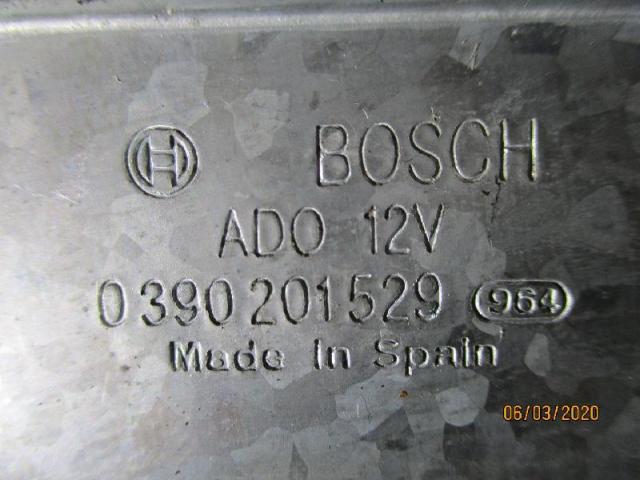 BOSCH
ADO 12V
0 390 201 529 964
Made In Spain
06/03/2020